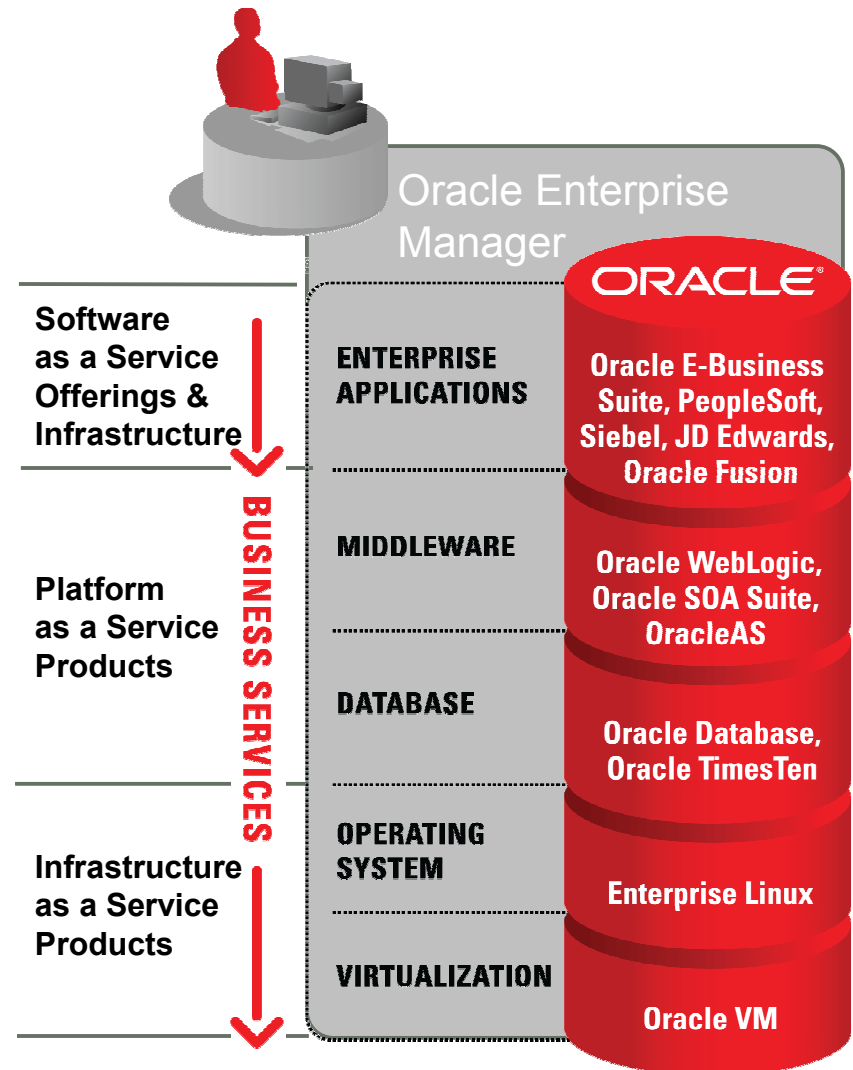 Oracle Enterprise
Manager
ORACLE®
Software
as a Service
Offerings &
Infrastructure
ENTERPRISE
APPLICATIONS
Oracle E-Business
Suite, PeopleSoft,
Siebel, JD Edwards,
Oracle Fusion
BUSINESS SERVICES
Platform
as a Service
Products
MIDDLEWARE
Oracle WebLogic,
Oracle SOA Suite,
OracleAS
DATABASE
Oracle Database,
Oracle TimesTen
Infrastructure
as a Service
Products
OPERATING
SYSTEM
Enterprise Linux
VIRTUALIZATION
Oracle VM